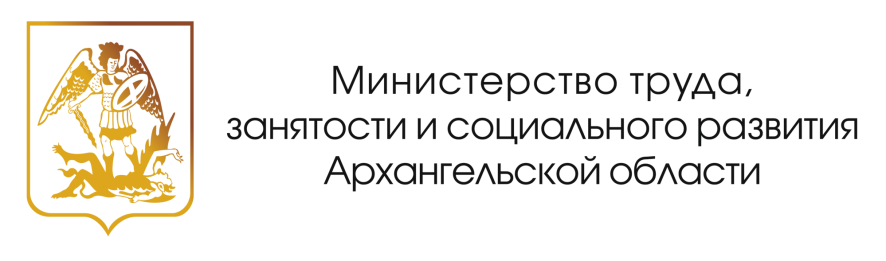 Министерство труда,
занятости и социального развития
Архангельской области